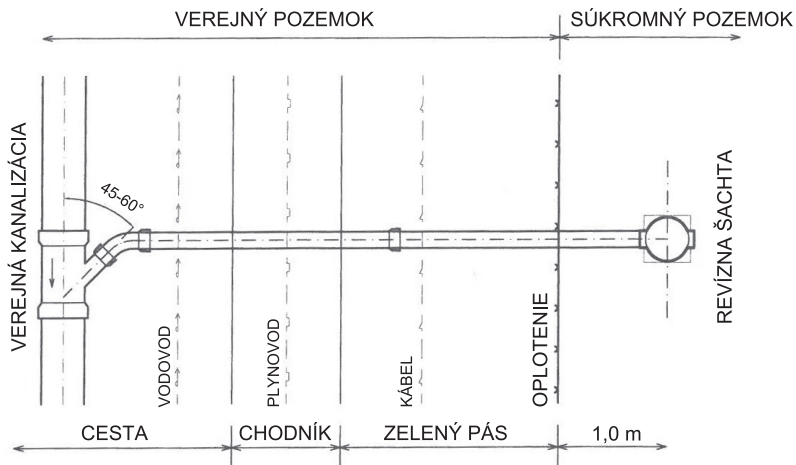 VEREJNÝ POZEMOK
SÚKROMNÝ POZEMOK
VEREJNÁ KANALIZÁCIA
45-60°
VODOVOD
PLYNOVOD
KÁBEL
OPLOTENIE
REVÍZNA ŠACHTA
CESTA
CHODNÍK
ZELENÝ PÁS
1,0 m